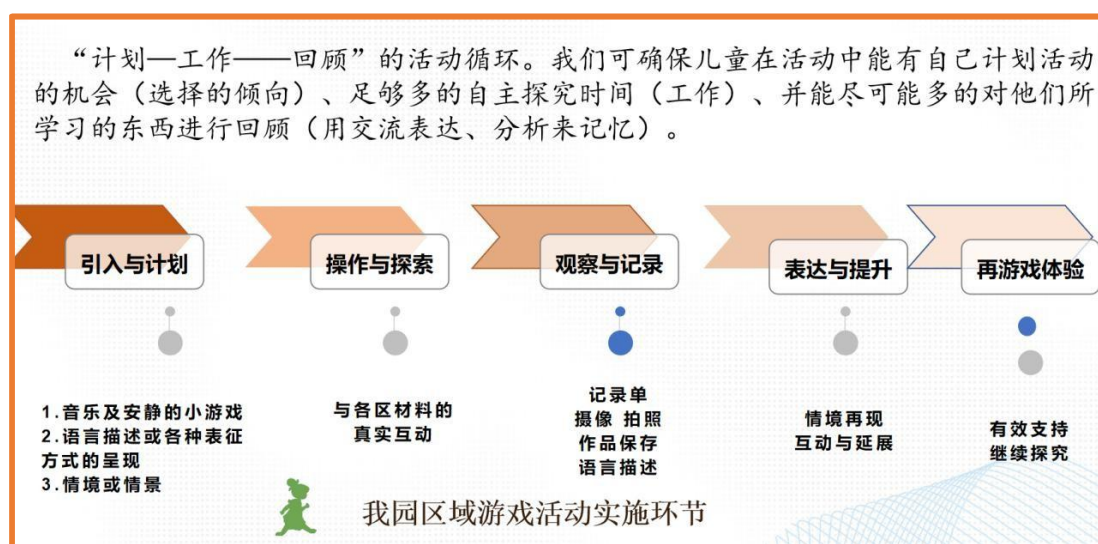 “计划—工作——回顾”的活动循环。我们可确保儿童在活动中能有自己计划活动
的机会（选择的倾向）、足够多的自主探究时间（工作）、并能尽可能多的对他们所
学习的东西进行回顾（用交流表达、分析来记忆）。
引入与计划
操作与探索
观察与记录
表达与提升
再游戏体验
1.音乐及安静的小游戏
2.语言描述或各种表征
方式的呈现
3.情境或情景
与各区材料的
真实互动
记录单
摄像 拍照
作品保存
语言描述
情境再现
互动与延展
有效支持
继续探究
我园区域游戏活动实施环节